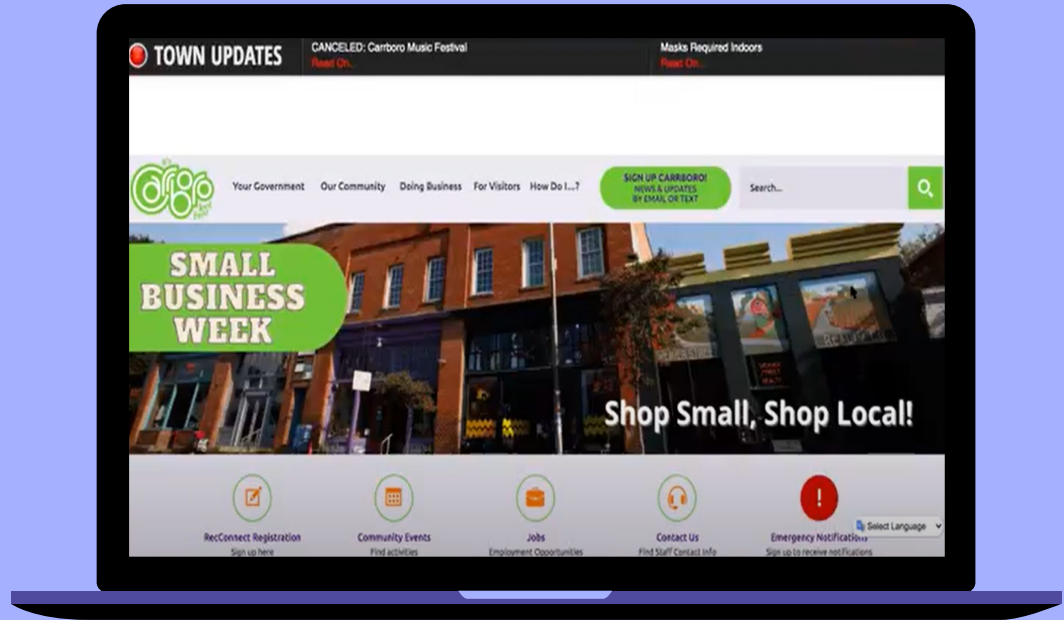 TOWN UPDATES
CANCELED: Carrboro Music Festival
Read On...
Masks Required Indoors
Read On...
Carrboro
Your Government
Our Community
Doing Business
For Visitors
How Do I...?
SIGN UP CARRBORO!
NEWS & UPDATES
BY EMAIL OR TEXT
Search...
SMALL
BUSINESS
WEEK
Shop Small, Shop Local!
RecConnect Registration
Sign up here
Community Events
Find activities
Jobs
Employment Opportunities
Contact Us
Find Staff Contact Info
Emergency Notifications
Sign up to receive notifications
Select Language